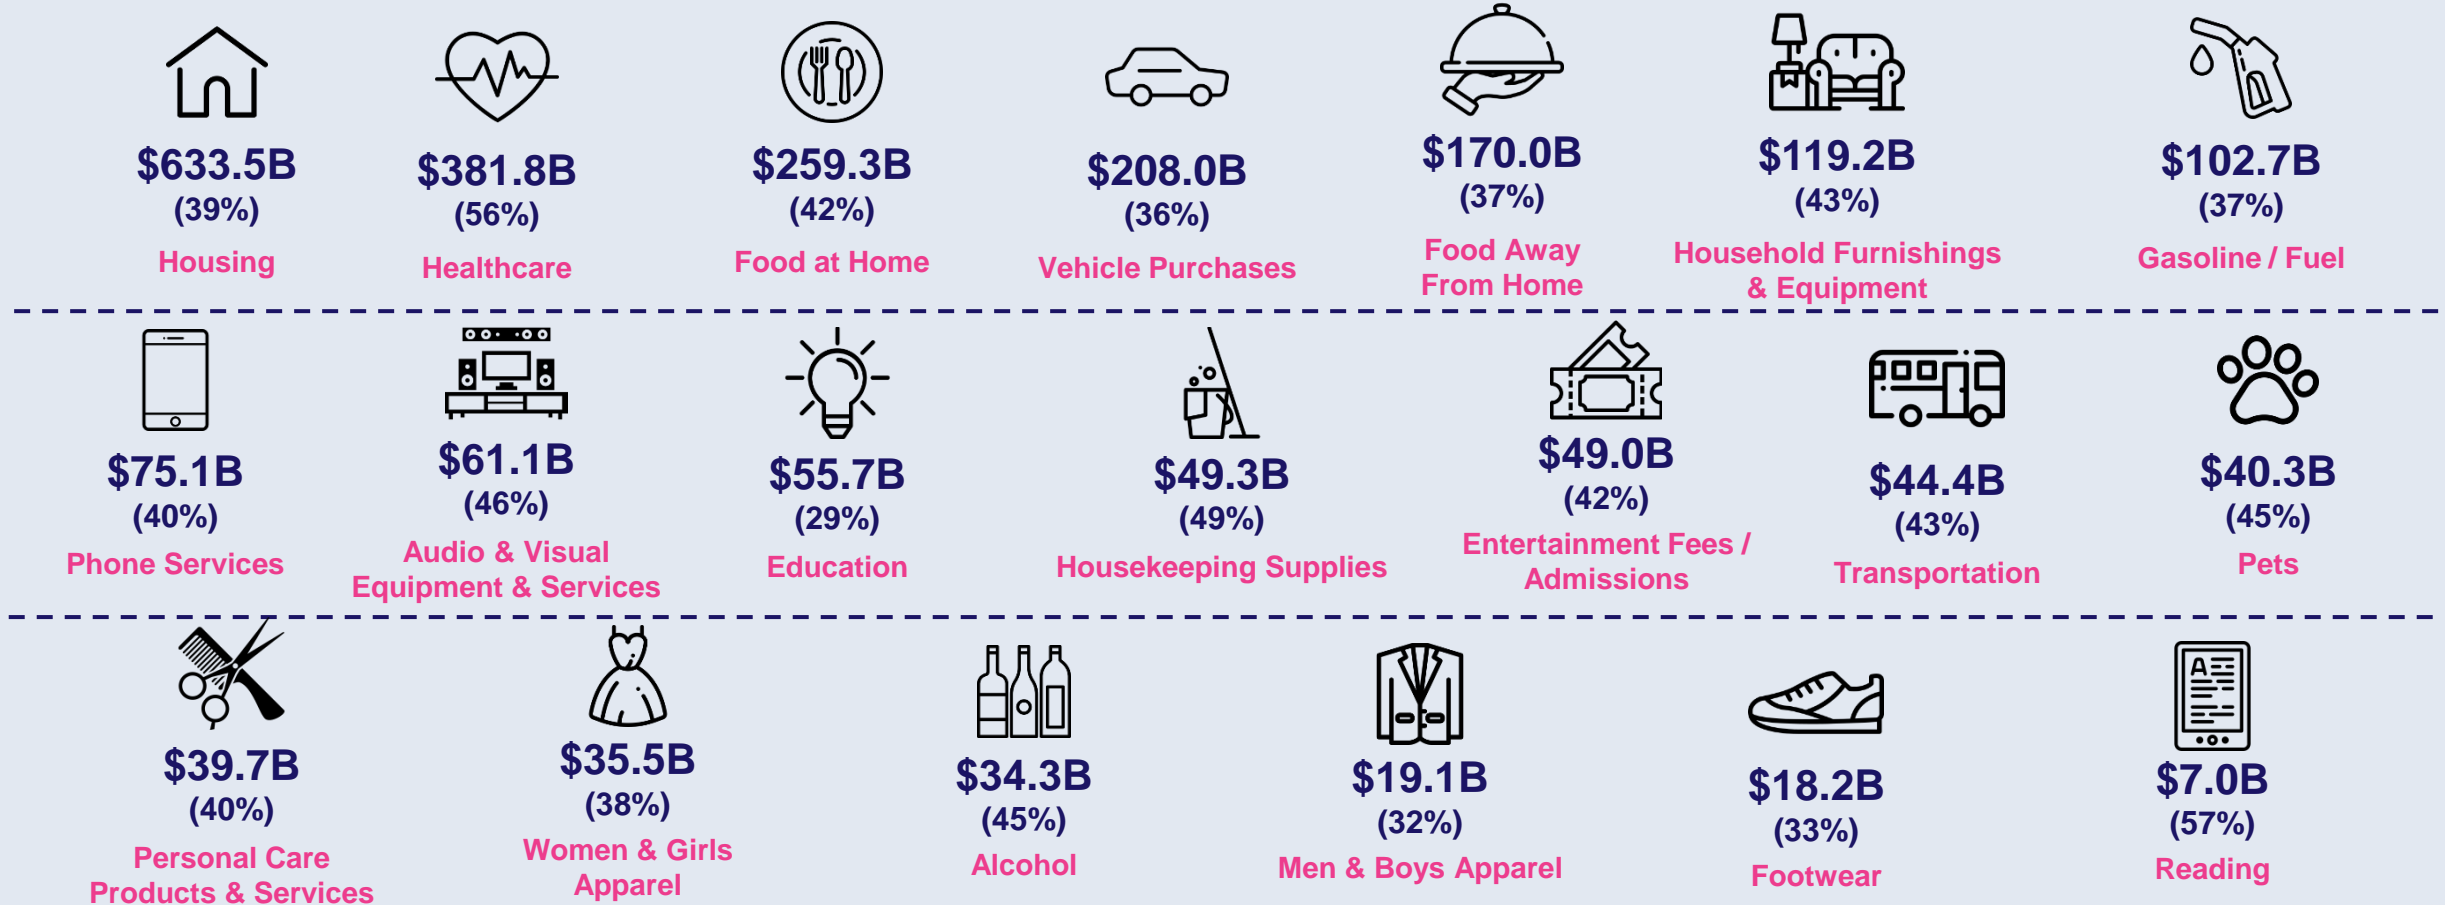 $633.5B
(39%)
Housing
$381.8B
(56%)
Healthcare
$259.3B
(42%)
Food at Home
$208.0B
(36%)
Vehicle Purchases
$170.0B
(37%)
Food Away
From Home
$119.2B
(43%)
Household Furnishings
& Equipment
$102.7B
(37%)
Gasoline / Fuel
$75.1B
(40%)
Phone Services
$61.1B
(46%)
Audio & Visual
Equipment & Services
$55.7B
(29%)
Education
$49.3B
(49%)
Housekeeping Supplies
$49.0B
(42%)
Entertainment Fees /
Admissions
$44.4B
(43%)
Transportation
$40.3B
(45%)
Pets
$39.7B
(40%)
Personal Care
Products & Services
$35.5B
(38%)
Women & Girls
Apparel
$34.3B
(45%)
Alcohol
$19.1B
(32%)
Men & Boys Apparel
$18.2B
(33%)
Footwear
A
$7.0B
(57%)
Reading